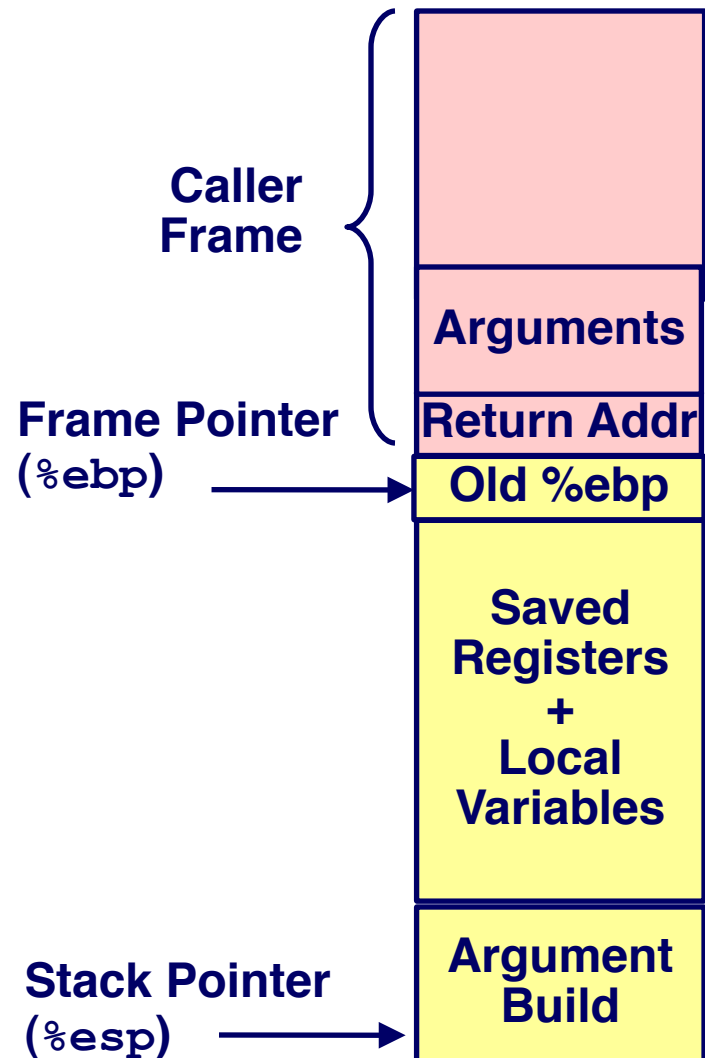 Caller
Frame
Arguments
Frame Pointer
(%ebp)
Return Addr
Old %ebp
Saved
Registers
+
Local
Variables
Stack Pointer
(%esp)
Argument
Build